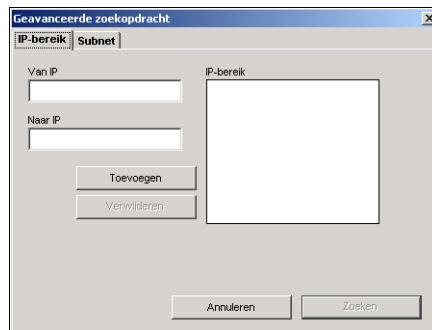 Geavanceerde zoekopdracht
IP-bereik Subnet
Van IP
IP-bereik
Naar IP
Toevoegen
Verwijderen
Annuleren
Zoeken